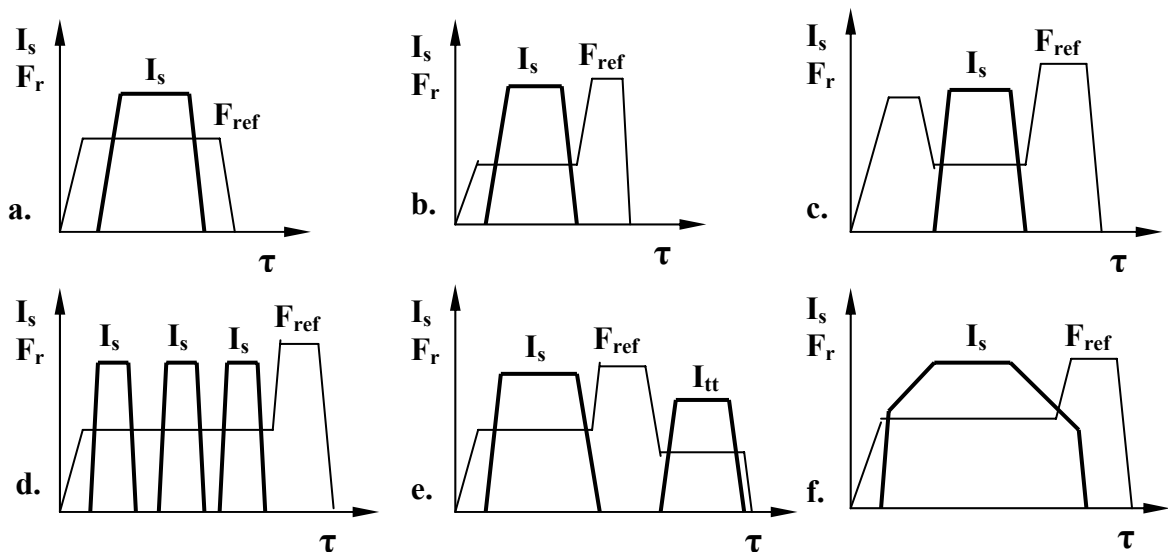 I_s
F_r
I_s
F_ref
a.
τ
I_s
F_r
I_s
F_ref
b.
τ
I_s
F_r
I_s
F_ref
c.
τ
I_s
F_r
I_s
I_s
I_s
F_ref
d.
τ
I_s
F_r
I_s
F_ref
I_tt
e.
τ
I_s
F_r
I_s
F_ref
f.
τ